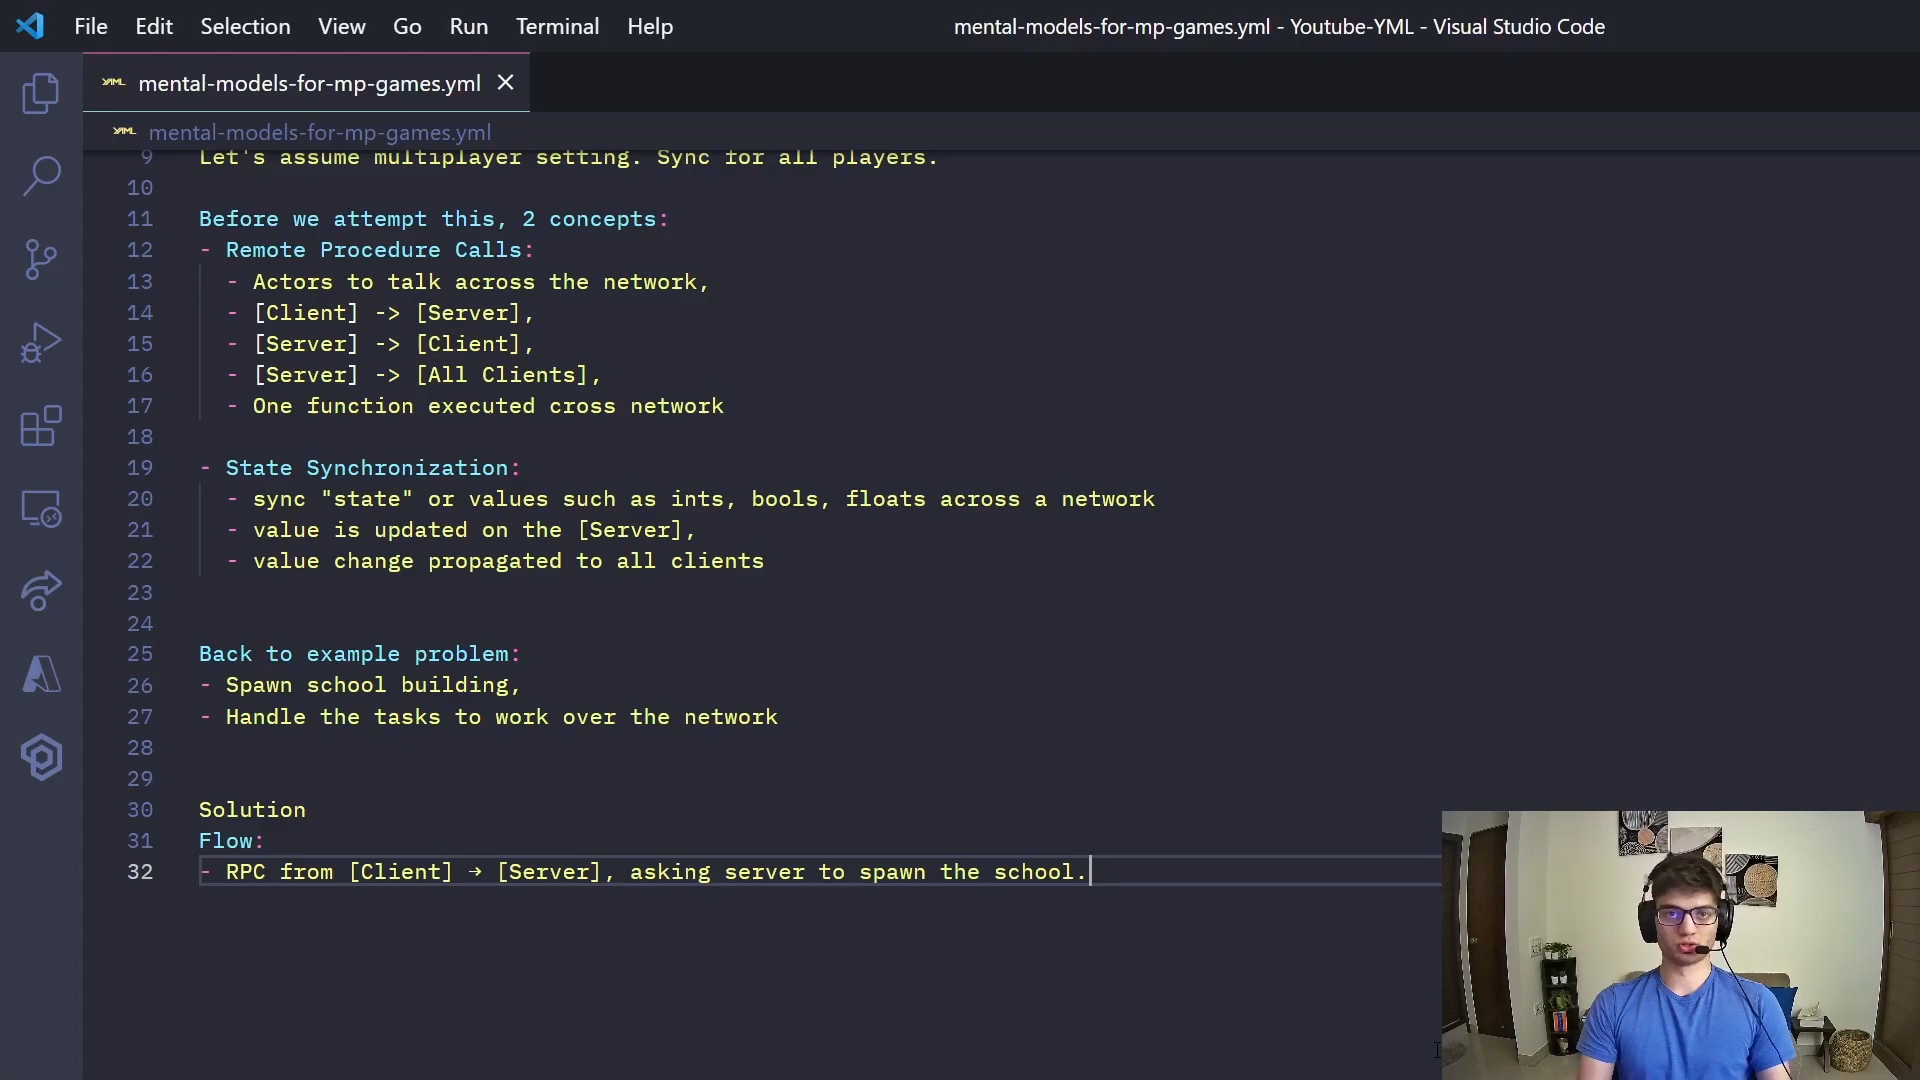 File Edit Selection View Go Run Terminal Help
mental-models-for-mp-games.yml - Youtube-YML - Visual Studio Code
YAML mental-models-for-mp-games.yml
YAML mental-models-for-mp-games.yml
9 Let's assume multiplayer setting. Sync for all players.
10
11 Before we attempt this, 2 concepts:
12 - Remote Procedure Calls:
13 - Actors to talk across the network,
14 - [Client] -> [Server],
15 - [Server] -> [Client],
16 - [Server] -> [All Clients],
17 - One function executed cross network
18
19 - State Synchronization:
20 - sync "state" or values such as ints, bools, floats across a network
21 - value is updated on the [Server],
22 - value change propagated to all clients
23
24
25 Back to example problem:
26 - Spawn school building,
27 - Handle the tasks to work over the network
28
29
30 Solution
31 Flow:
32 - RPC from [Client] → [Server], asking server to spawn the school.